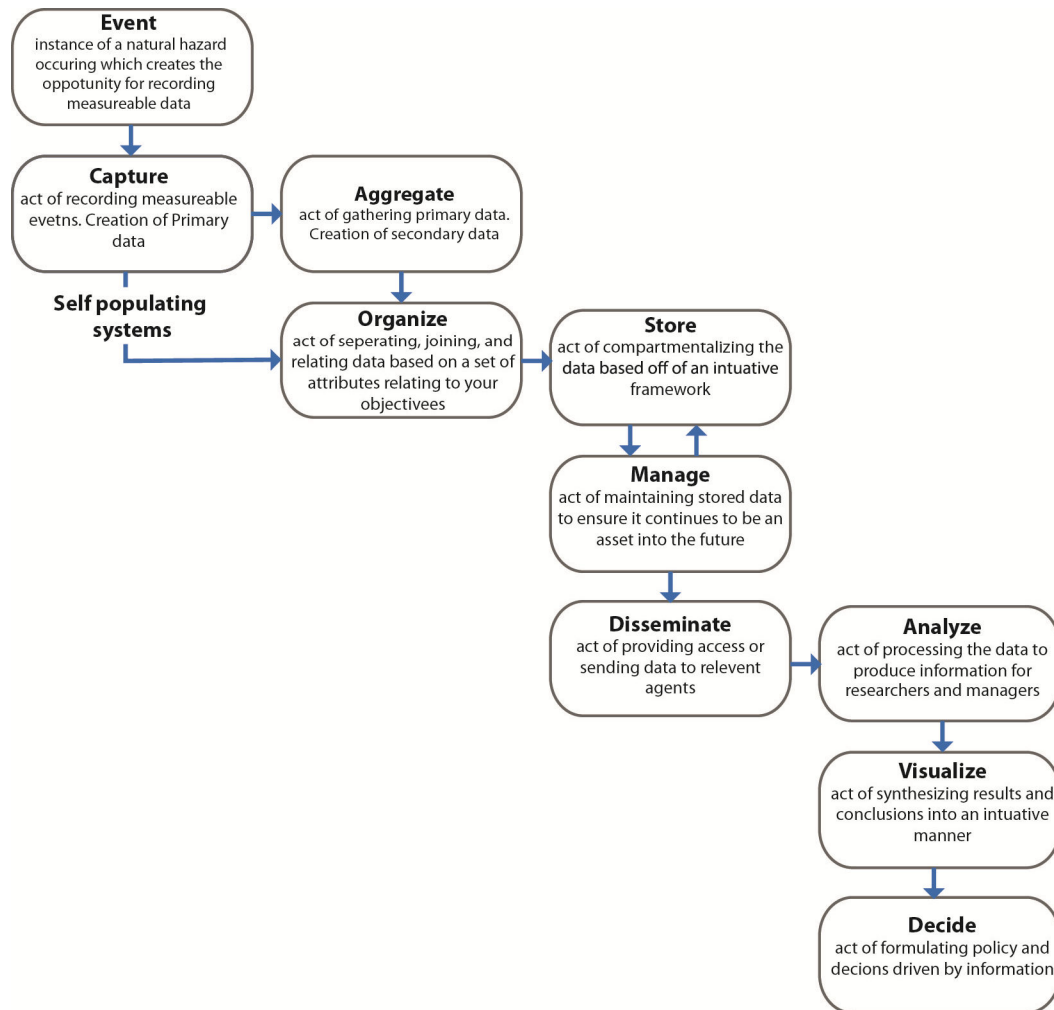 Event
instance of a natural hazard
occuring which creates the
oppotunity for recording
measureable data
Capture
act of recording measureable
evetns. Creation of Primary
data
Aggregate
act of gathering primary data.
Creation of secondary data
Self populating
systems
Organize
act of seperating, joining, and
relating data based on a set of
attributes relating to your
objectivees
Store
act of compartmentalizing the
data based off of an intuative
framework
Manage
act of maintaining stored data
to ensure it continues to be an
asset into the future
Disseminate
act of providing access or
sending data to relevent
agents
Analyze
act of processing the data to
produce information for
researchers and managers
Visualize
act of synthesizing results and
conclusions into an intuative
manner
Decide
act of formulating policy and
decions driven by information